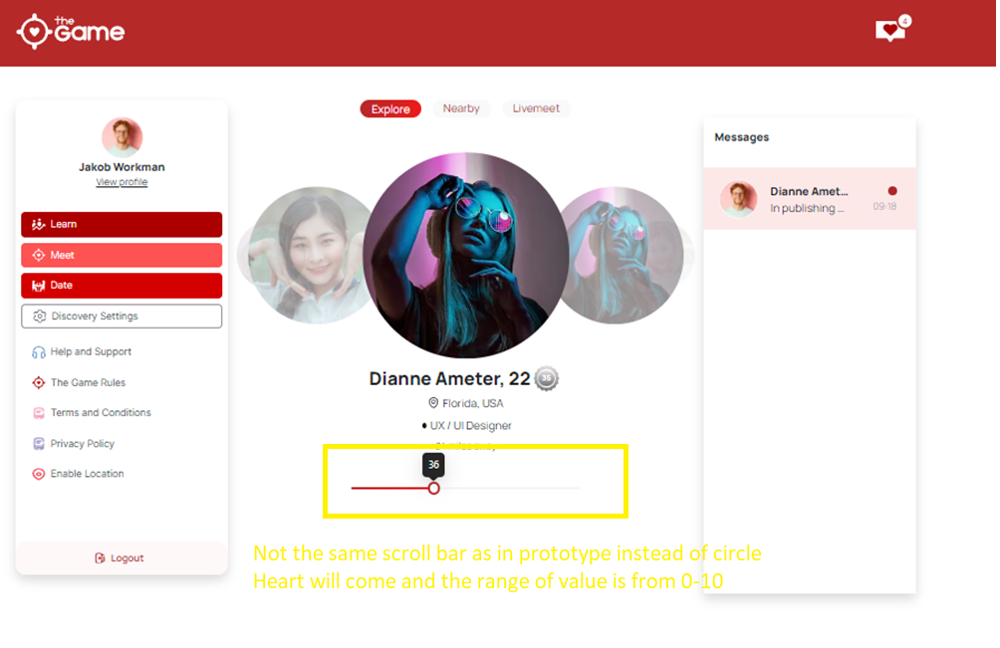 the
Game
4
Explore
Nearby
Livemeet
Jakob Workman
View profile
Learn
Meet
Date
Discovery Settings
Help and Support
The Game Rules
Terms and Conditions
Privacy Policy
Enable Location
Logout
Dianne Ameter, 22
Florida, USA
• UX / UI Designer
36
Messages
Dianne Amet...
In publishing ...
09:18
Not the same scroll bar as in prototype instead of circle
Heart will come and the range of value is from 0-10